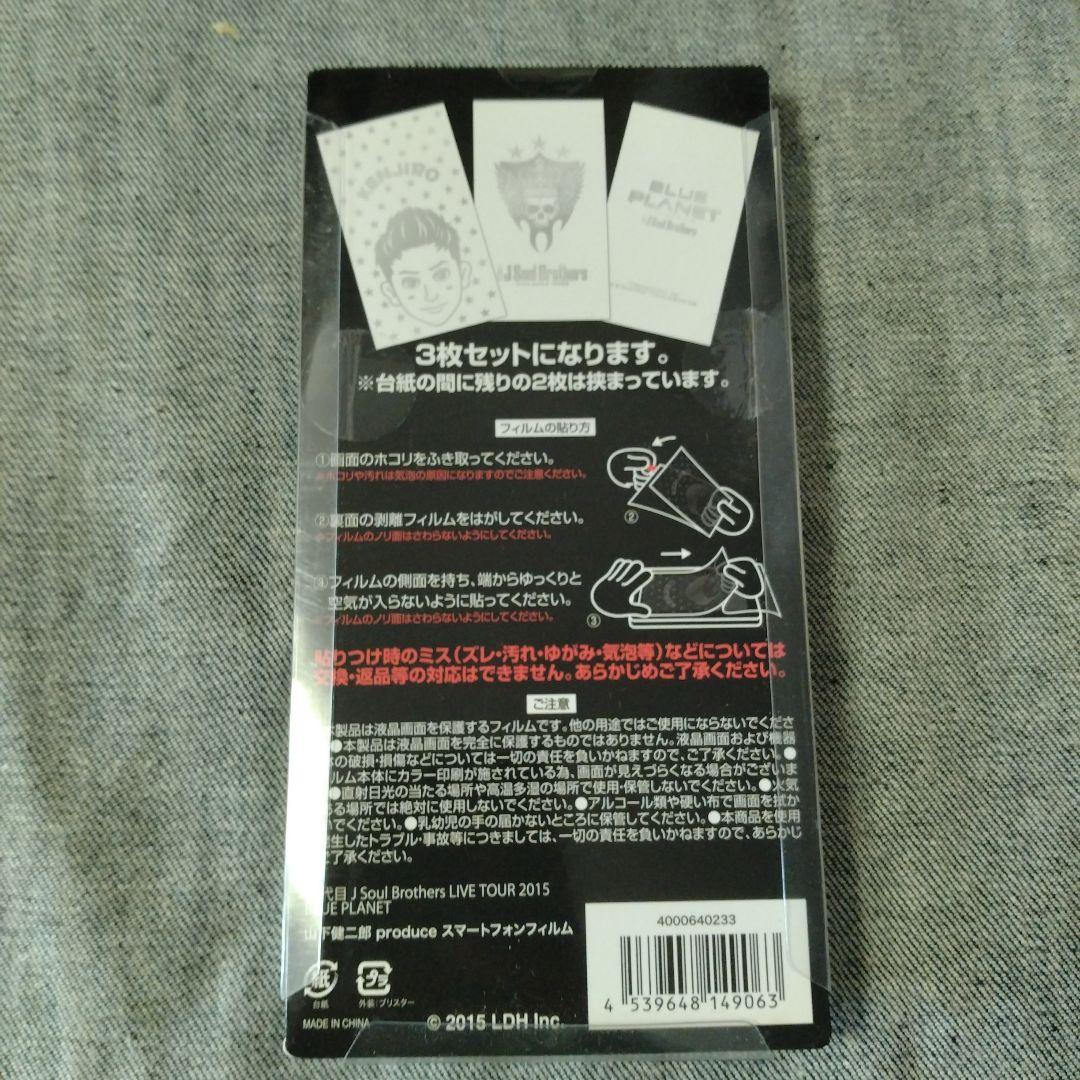 KENJIRO
J Soul Brothers
BLUE
PLANET
J Soul Brothers
3枚セットになります。
※台紙の間に残りの2枚は挟まっています。
フィルムの貼り方
①画面のホコリをふき取ってください。
※ホコリや汚れは気泡の原因になりますのでご注意ください。
②裏面の剥離フィルムをはがしてください。
※フィルムのノリ面はさわらないようにしてください。
②
③フィルムの側面を持ち、端からゆっくりと
空気が入らないように貼ってください。
※フィルムのノリ面はさわらないようにしてください。
③
貼りつけ時のミス(ズレ・汚れ・ゆがみ・気泡等)などについては
交換・返品等の対応はできません。あらかじめご了承ください。
ご注意
本製品は液晶画面を保護するフィルムです。他の用途ではご使用にならないでくださ
●本製品は液晶画面を完全に保護するものではありません。液晶画面および機器
体の破損・損傷などについては一切の責任を負いかねますので、ご了承ください。●
ルム本体にカラー印刷が施されている為、画面が見えづらくなる場合がございま
●直射日光の当たる場所や高温多湿の場所で使用・保管しないでください。●火気
ある場所では絶対に使用しないでください。●アルコール類や硬い布で画面を拭か
いでください。●乳幼児の手の届かないところに保管してください。●本商品を使用
発生したトラブル・事故等につきましては、一切の責任を負いかねますので、あらかじ
ご了承ください。
代目 J Soul Brothers LIVE TOUR 2015
BLUE PLANET
山下健二郎 produce スマートフォンフィルム
4000640233
4 539648 149063
紙
台紙
プラ
外装:ブリスター
MADE IN CHINA
© 2015 LDH Inc.